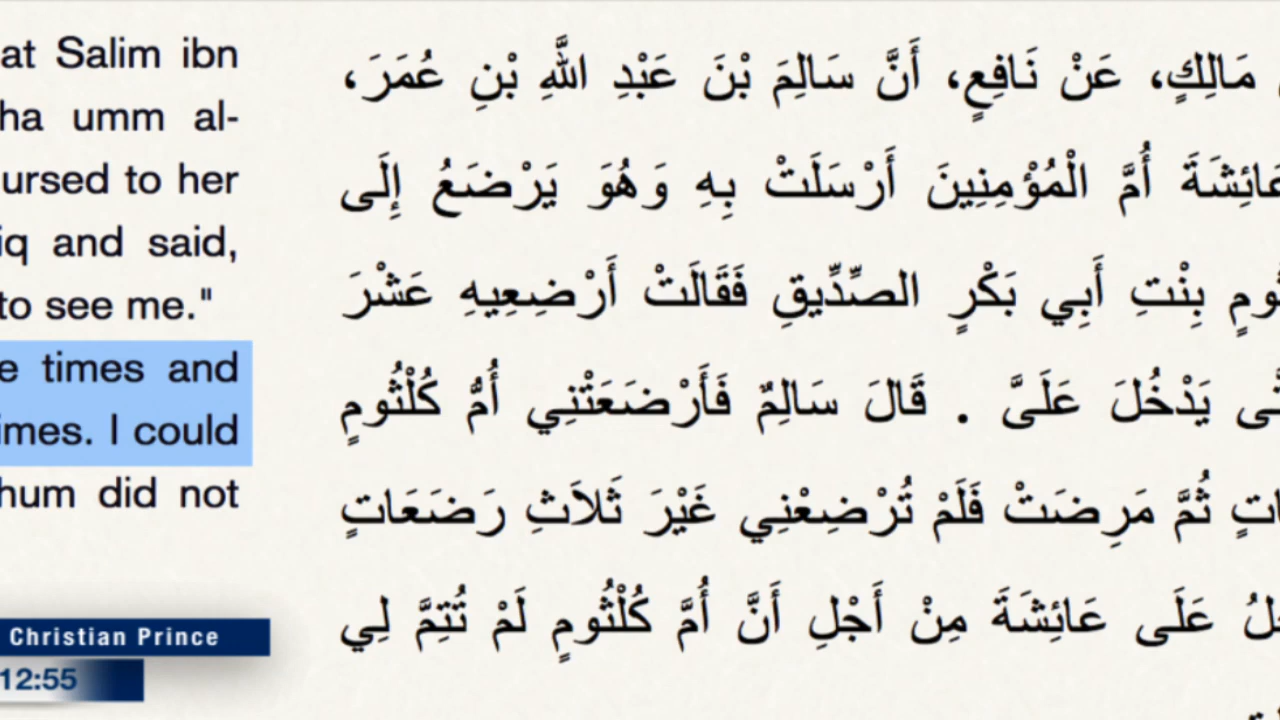 at Salim ibn
ha umm al-
ursed to her
iq and said,
to see me."
e times and
imes. I could
hum did not
مَالِكٍ، عَنْ نَافِعٍ، أَنَّ سَالِمَ بْنَ عَبْدِ اللَّهِ بْنِ عُمَرَ،
عَائِشَةَ أُمَّ الْمُؤْمِنِينَ أَرْسَلَتْ بِهِ وَهُوَ يَرْضَعُ إِلَى
ثُومٍ بِنْتِ أَبِي بَكْرٍ الصِّدِّيقِ فَقَالَتْ أَرْضِعِيهِ عَشْرَ
تَّى يَدْخُلَ عَلَىَّ . قَالَ سَالِمٌ فَأَرْضَعَتْنِي أُمُّ كُلْثُومٍ
اتٍ ثُمَّ مَرِضَتْ فَلَمْ تُرْضِعْنِي غَيْرَ ثَلاَثِ رَضَعَاتٍ
خُلُ عَلَى عَائِشَةَ مِنْ أَجْلِ أَنَّ أُمَّ كُلْثُومٍ لَمْ تُتِمَّ لِي
Christian Prince
12:55